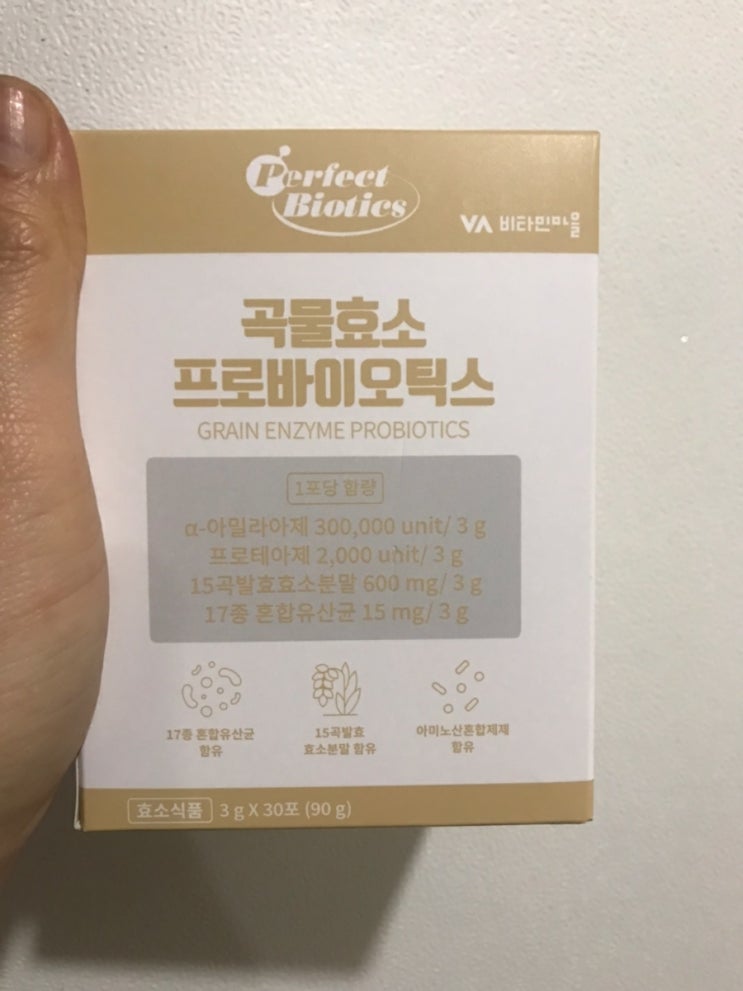 Perfect
Biotics
VA 비타민마을
곡물효소
프로바이오틱스
GRAIN ENZYME PROBIOTICS
1포당 함량
α-아밀라아제 300,000 unit/ 3 g
프로테아제 2,000 unit/ 3 g
15곡발효효소분말 600 mg/ 3 g
17종 혼합유산균 15 mg/ 3 g
17종 혼합유산균
함유
15곡발효
효소분말 함유
아미노산혼합제제
함유
효소식품 3 g X 30포 (90 g)